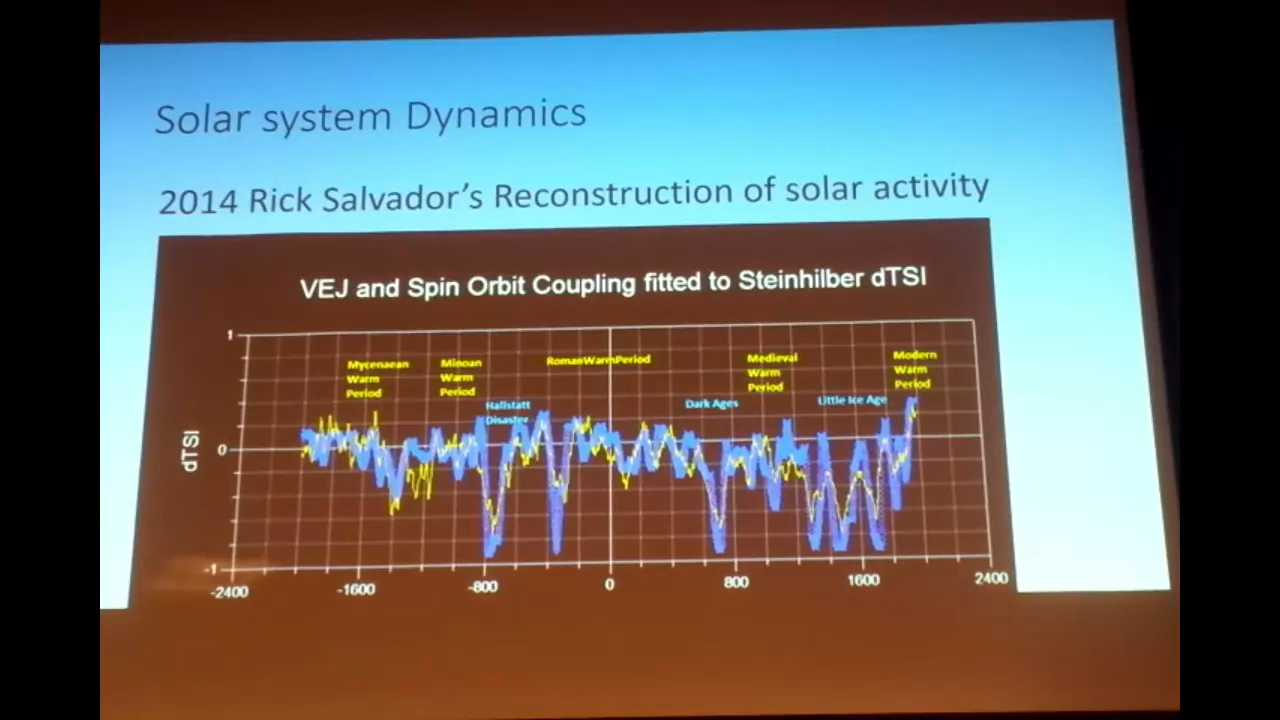 Solar system Dynamics
2014 Rick Salvador's Reconstruction of solar activity
VEJ and Spin Orbit Coupling fitted to Steinhilber dTSI
1
Mycenaean
Warm
Period
Minoan
Warm
Period
RomanWarmPeriod
Medieval
Warm
Period
Modern
Warm
Period
Hallstatt
Disaster
Dark Ages
Little Ice Age
dTSI
0
-1
-2400
-1600
-800
0
800
1600
2400